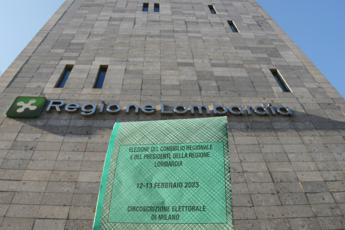 Regione Lombardia
ELEZIONE DEL CONSIGLIO REGIONALE
E DEL PRESIDENTE DELLA REGIONE
LOMBARDIA
12-13 FEBBRAIO 2023
CIRCOSCRIZIONE ELETTORALE
DI MILANO